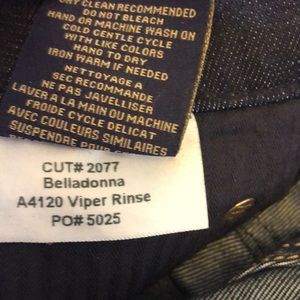 DRY CLEAN RECOMMENDED
DO NOT BLEACH
HAND OR MACHINE WASH ON
COLD GENTLE CYCLE
WITH LIKE COLORS
HANG TO DRY
IRON WARM IF NEEDED
NETTOYAGE A
SEC RECOMMANDE
NE PAS JAVELLISER
LAVER A LA MAIN OU MACHINE
FROIDE CYCLE DELICAT
AVEC COULEURS SIMILAIRES
SUSPENDRE POUR
CUT# 2077
Belladonna
A4120 Viper Rinse
PO# 5025